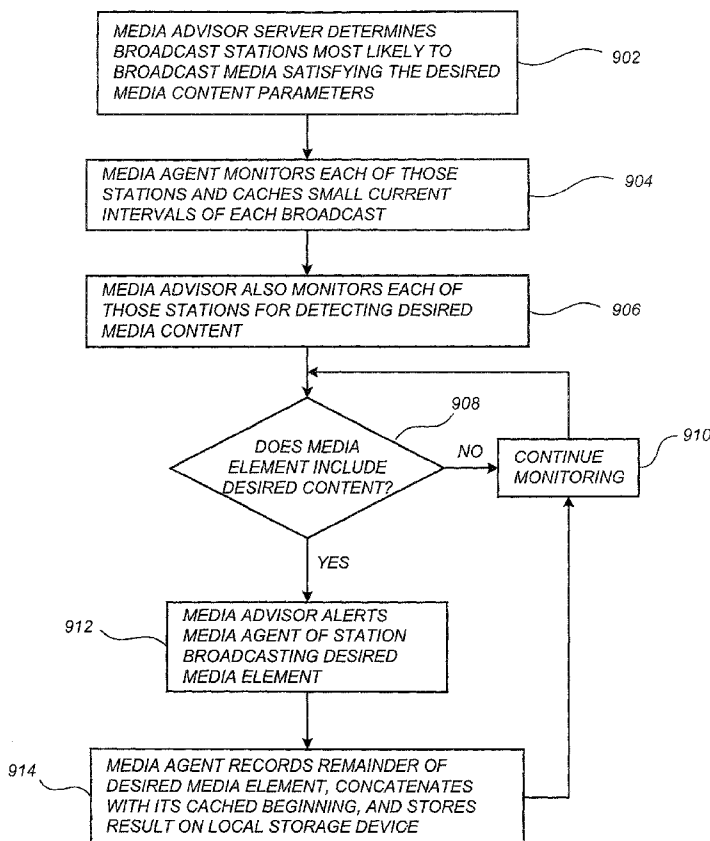 MEDIA ADVISOR SERVER DETERMINES
BROADCAST STATIONS MOST LIKELY TO
BROADCAST MEDIA SATISFYING THE DESIRED
MEDIA CONTENT PARAMETERS
902
MEDIA AGENT MONITORS EACH OF THOSE
STATIONS AND CACHES SMALL CURRENT
INTERVALS OF EACH BROADCAST
904
MEDIA ADVISOR ALSO MONITORS EACH OF
THOSE STATIONS FOR DETECTING DESIRED
MEDIA CONTENT
906
908
DOES MEDIA
ELEMENT INCLUDE
DESIRED CONTENT?
NO
CONTINUE
MONITORING
910
YES
912
MEDIA ADVISOR ALERTS
MEDIA AGENT OF STATION
BROADCASTING DESIRED
MEDIA ELEMENT
914
MEDIA AGENT RECORDS REMAINDER OF
DESIRED MEDIA ELEMENT, CONCATENATES
WITH ITS CACHED BEGINNING, AND STORES
RESULT ON LOCAL STORAGE DEVICE